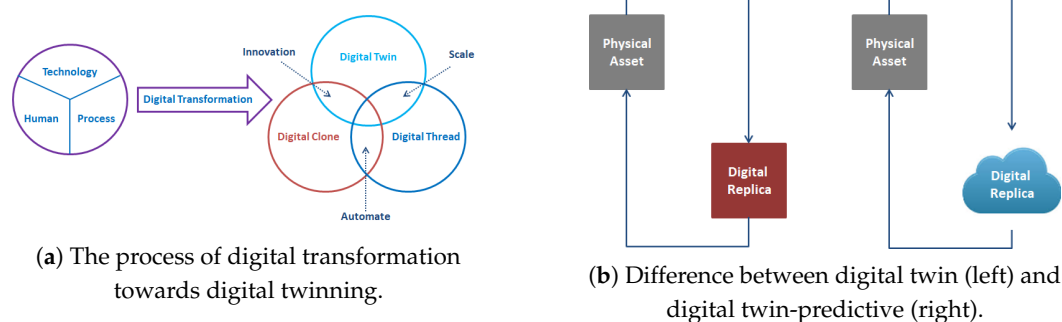 Technology
Human
Process
Digital Transformation
Innovation
Digital Twin
Scale
Digital Clone
Digital Thread
Automate
(a) The process of digital transformation
towards digital twinning.
Physical
Asset
Digital
Replica
Physical
Asset
Digital
Replica
(b) Difference between digital twin (left) and
digital twin-predictive (right).